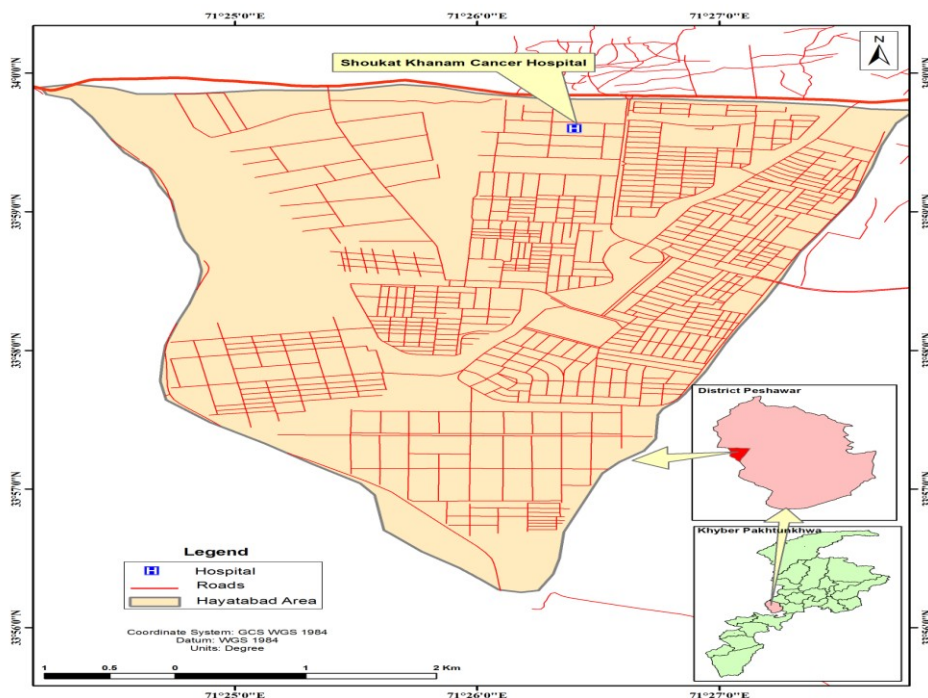 71°25'0"E 71°26'0"E 71°27'0"E
N
Shoukat Khanam Cancer Hospital
34°0'0"N 34°0'0"N
33°59'0"N 33°59'0"N
33°58'0"N 33°58'0"N
District Peshawar
33°57'0"N 33°57'0"N
Khyber Pakhtunkhwa
Legend
H Hospital
Roads
Hayatabad Area
33°56'0"N 33°56'0"N
Coordinate System: GCS WGS 1984
Datum: WGS 1984
Units: Degree
1 0.5 0 1 2 Km
71°25'0"E 71°26'0"E 71°27'0"E